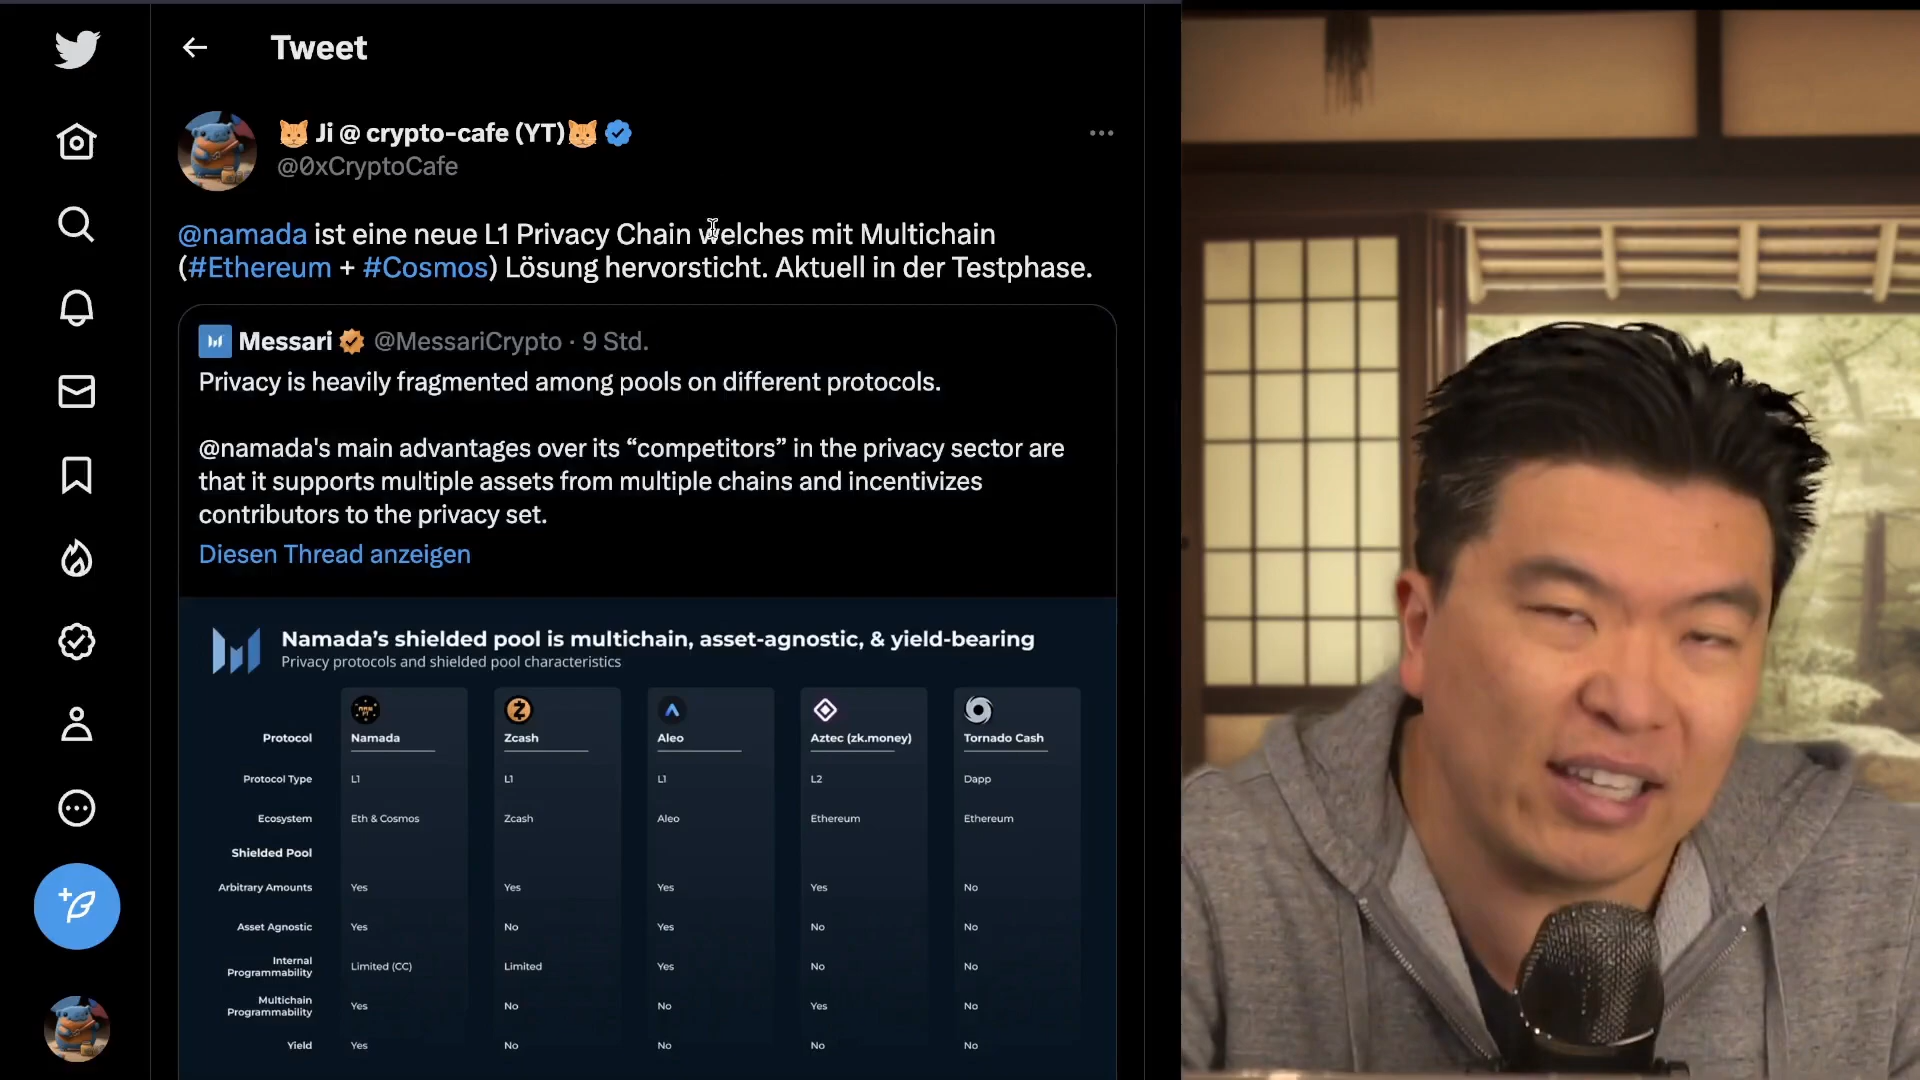 Tweet
🐱 Ji @ crypto-cafe (YT)🐱
@0xCryptoCafe
@namada ist eine neue L1 Privacy Chain welches mit Multichain
(#Ethereum + #Cosmos) Lösung hervorsticht. Aktuell in der Testphase.
Messari @MessariCrypto · 9 Std.
Privacy is heavily fragmented among pools on different protocols.
@namada's main advantages over its “competitors” in the privacy sector are
that it supports multiple assets from multiple chains and incentivizes
contributors to the privacy set.
Diesen Thread anzeigen
Namada’s shielded pool is multichain, asset-agnostic, & yield-bearing
Privacy protocols and shielded pool characteristics
Protocol Namada Zcash Aleo Aztec (zk.money) Tornado Cash
Protocol Type L1 L1 L1 L2 Dapp
Ecosystem Eth & Cosmos Zcash Aleo Ethereum Ethereum
Shielded Pool
Arbitrary Amounts Yes Yes Yes Yes No
Asset Agnostic Yes No Yes No No
Internal
Programmability Limited (CC) Limited Yes No No
Multichain
Programmability Yes No No Yes No
Yield Yes No No No No